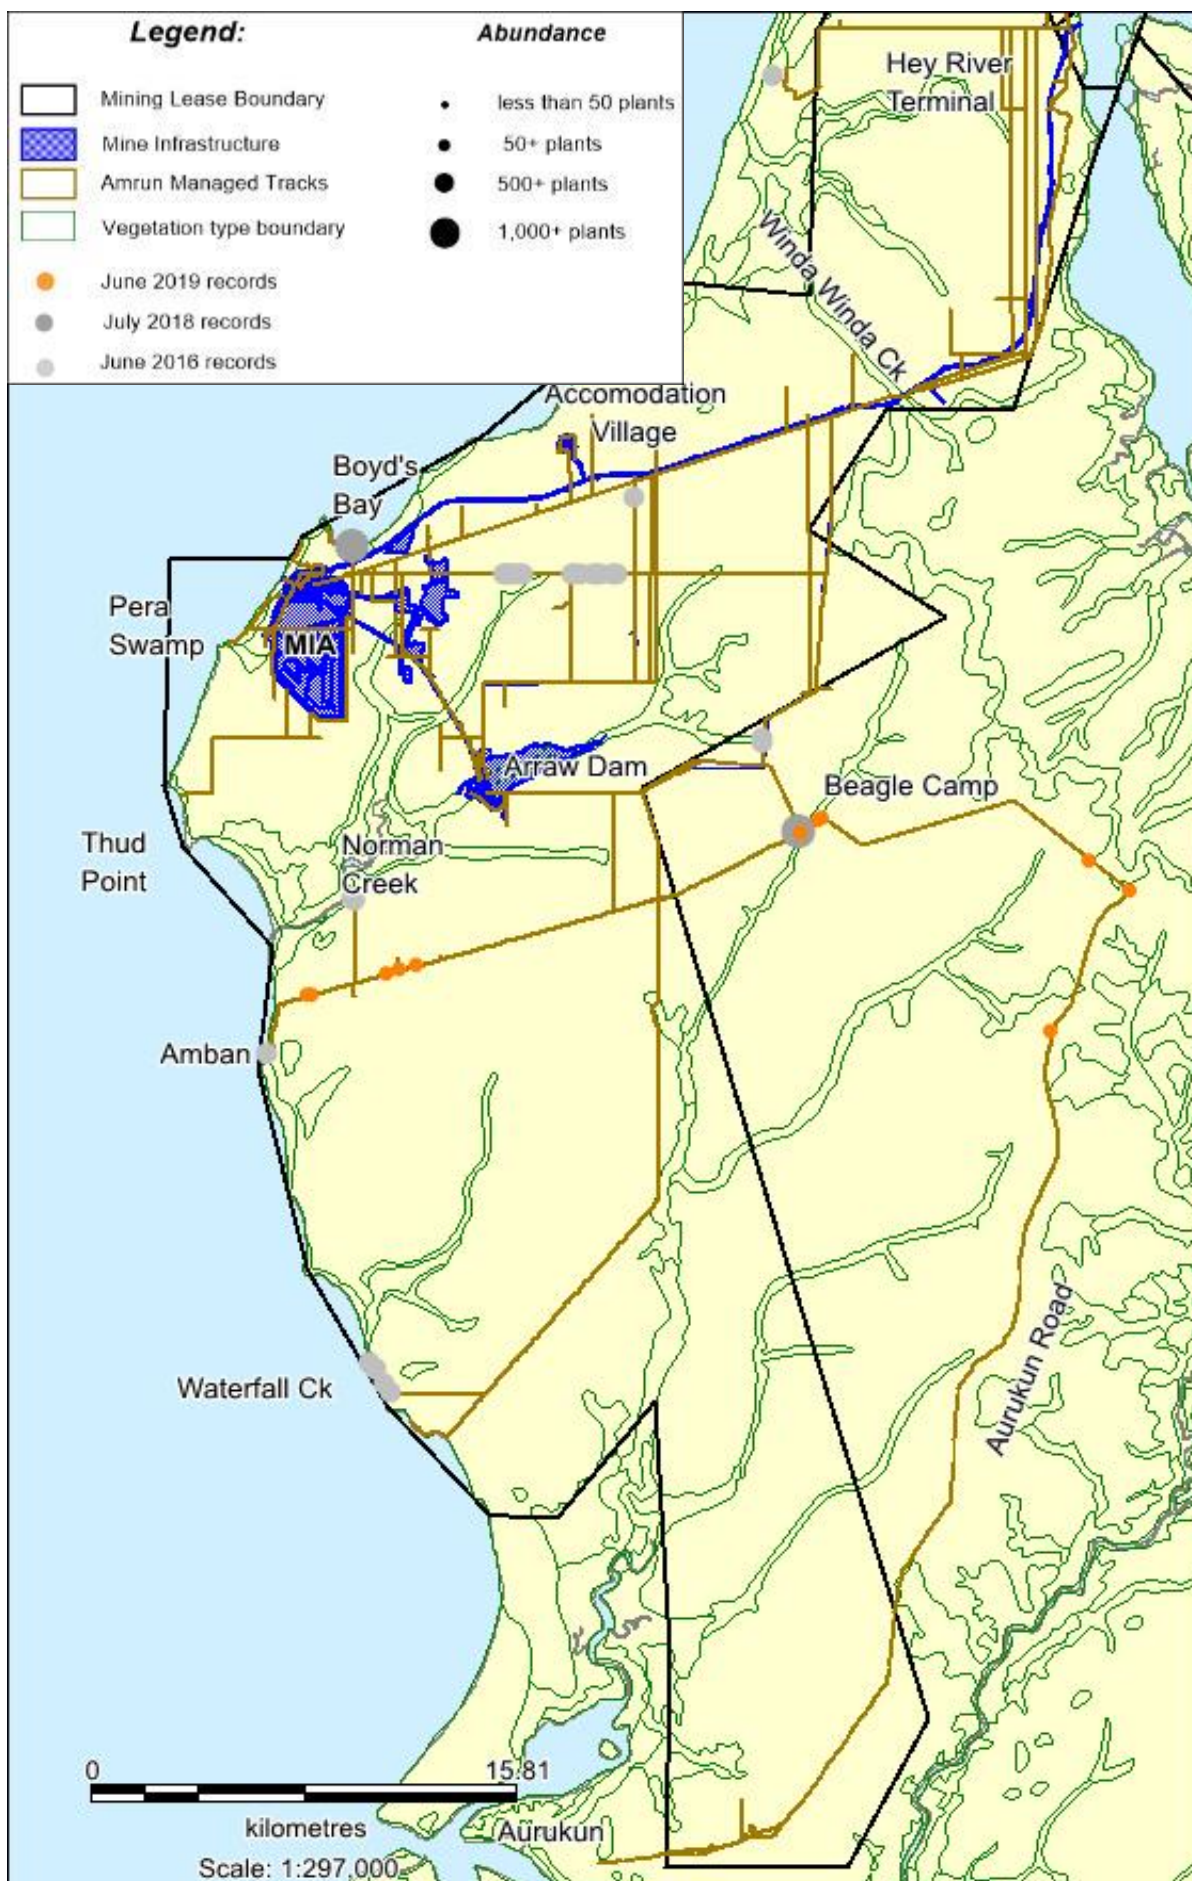 Legend:
Abundance
Mining Lease Boundary
less than 50 plants
Mine Infrastructure
50+ plants
Amrun Managed Tracks
500+ plants
Vegetation type boundary
1,000+ plants
June 2019 records
July 2018 records
June 2016 records
Hey River
Terminal
Winda Winda Ck
Accomodation
Village
Boyd's
Bay
Pera
Swamp
MIA
Arraw Dam
Beagle Camp
Thud
Point
Norman
Creek
Amban
Aurukun Road
Waterfall Ck
0
15.81
kilometres
Aurukun
Scale: 1:297,000